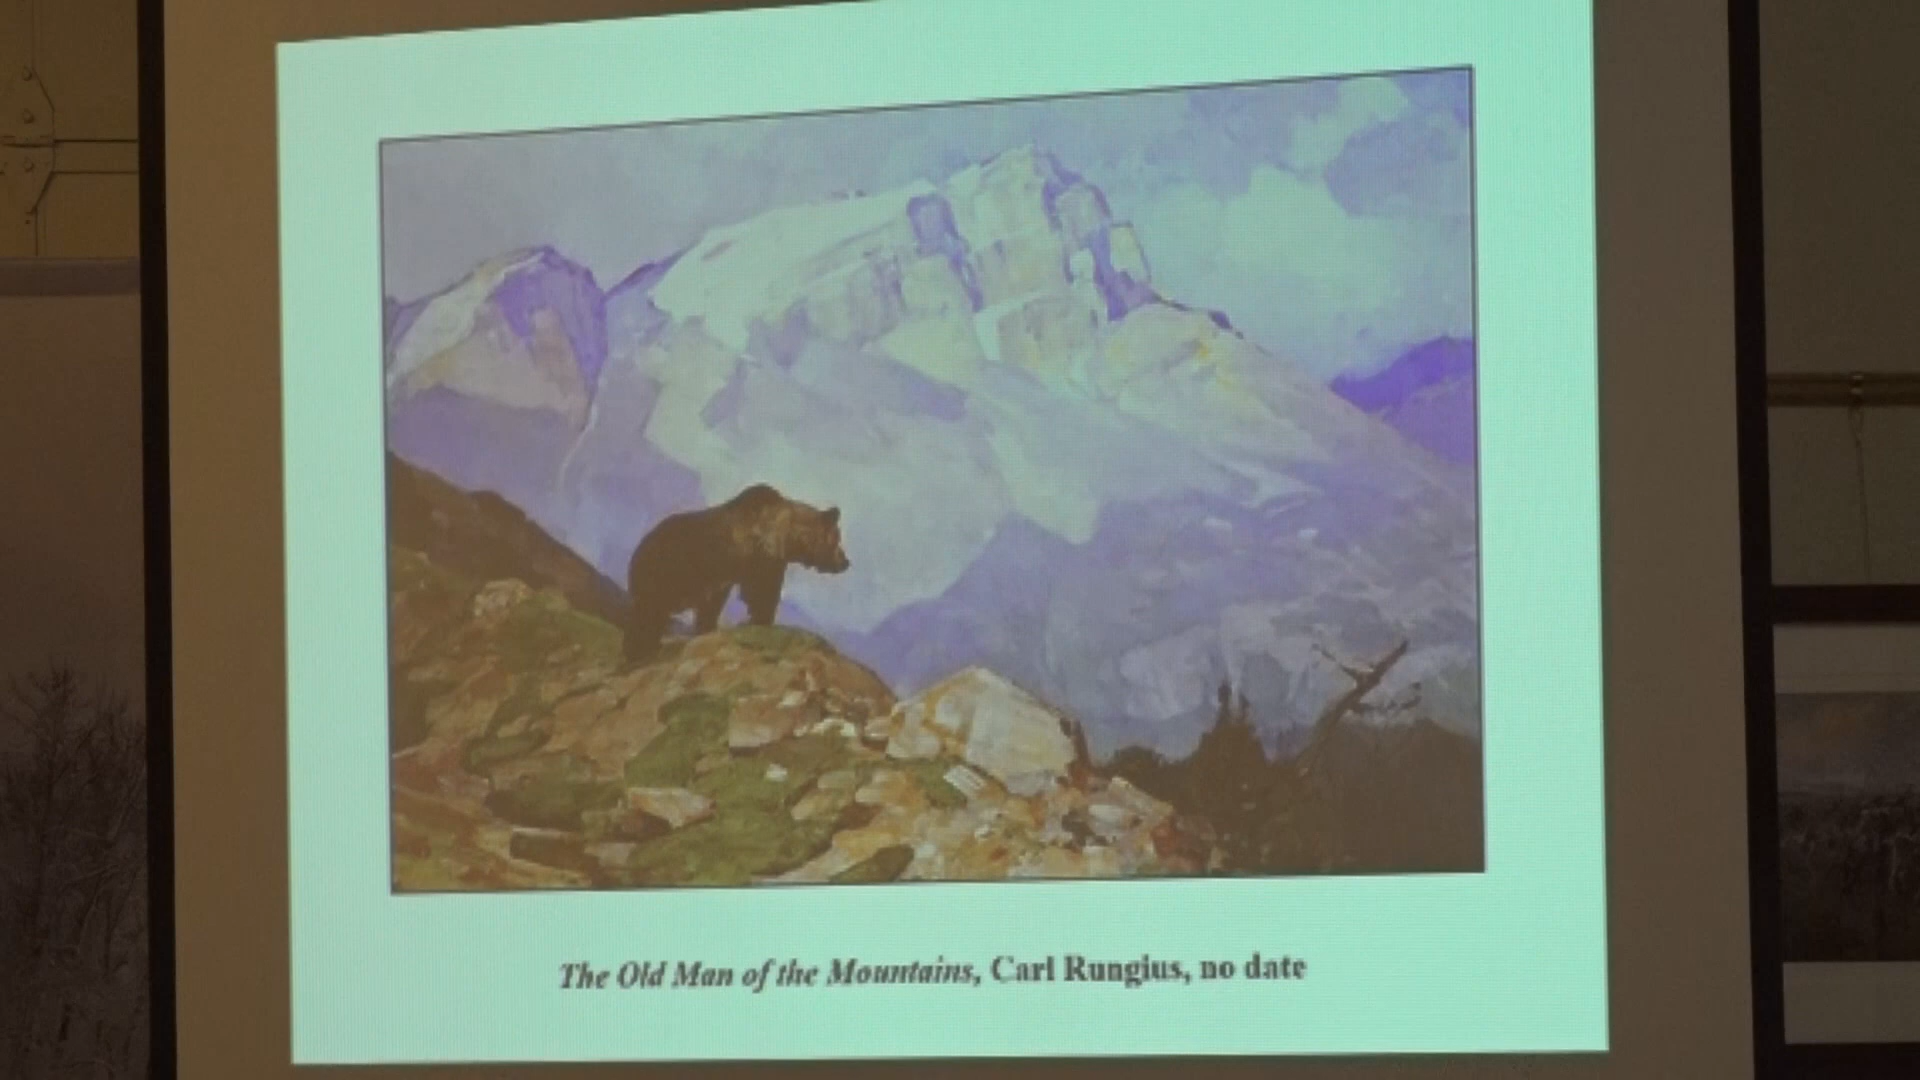 The Old Man of the Mountains, Carl Rungius, no date